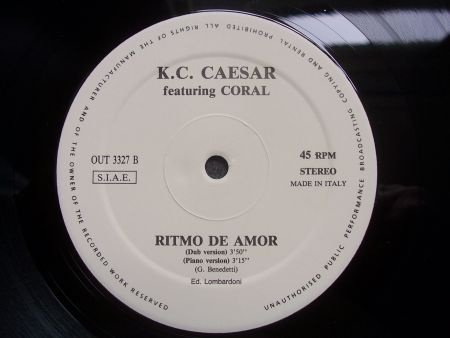 ALL RIGHTS OF THE MANUFACTURER AND OF THE OWNER OF THE RECORDED WORK RESERVED
COPYING AND RENTAL PROHIBITED
UNAUTHORISED PUBLIC PERFORMANCE BROADCASTING
K.C. CAESAR
featuring CORAL
OUT 3327 B
S.I.A.E.
45 RPM
STEREO
MADE IN ITALY
RITMO DE AMOR
(Dub version) 3'50''
(Piano version) 3'15''
(G. Benedetti)
Ed. Lombardoni